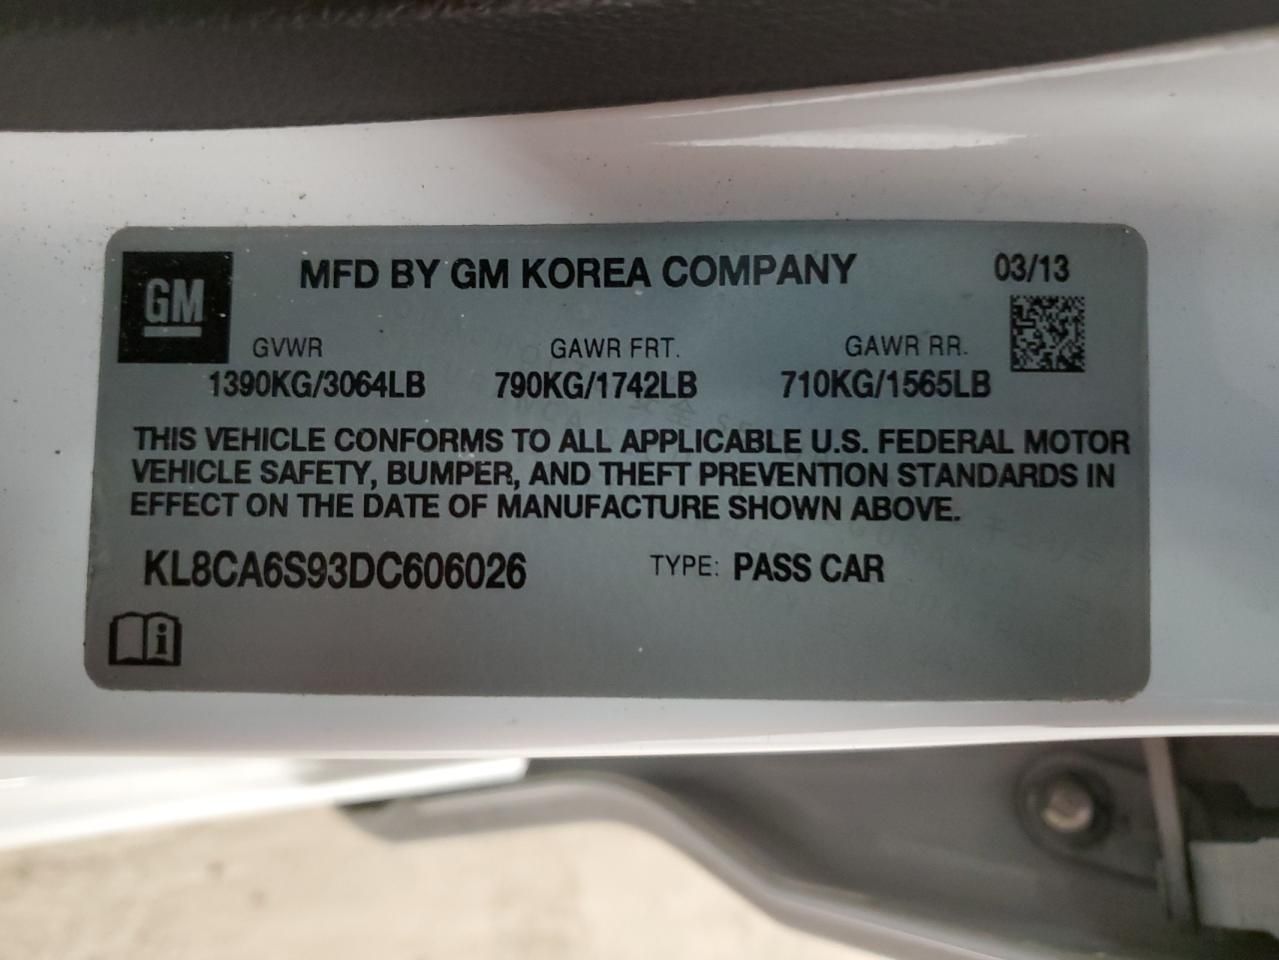 GM
MFD BY GM KOREA COMPANY
03/13
GVWR
GAWR FRT.
GAWR RR.
1390KG/3064LB
790KG/1742LB
710KG/1565LB
THIS VEHICLE CONFORMS TO ALL APPLICABLE U.S. FEDERAL MOTOR
VEHICLE SAFETY, BUMPER, AND THEFT PREVENTION STANDARDS IN
EFFECT ON THE DATE OF MANUFACTURE SHOWN ABOVE.
KL8CA6S93DC606026
TYPE: PASS CAR
i